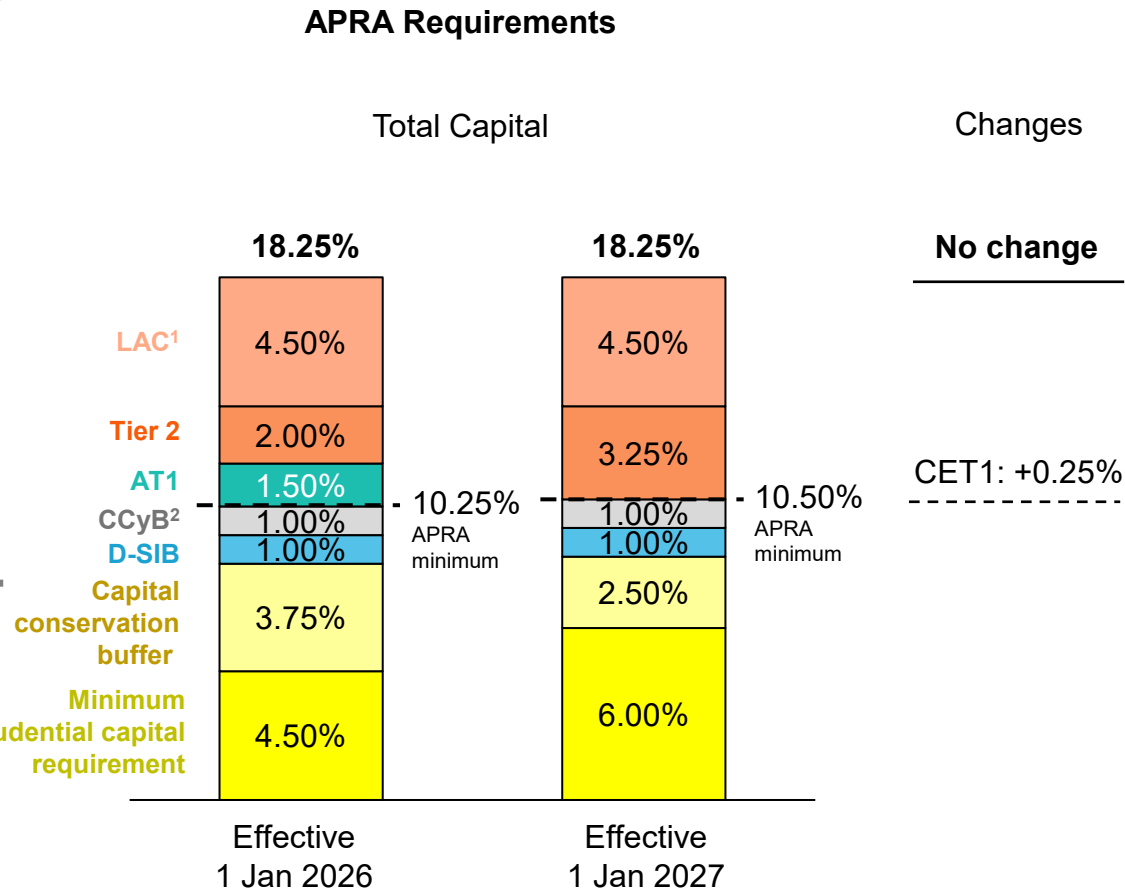 APRA Requirements
Total Capital
Changes
18.25%
18.25%
No change
LAC¹
4.50%
4.50%
Tier 2
2.00%
3.25%
AT1
1.50%
CET1: +0.25%
10.25%
APRA
minimum
10.50%
APRA
minimum
CCyB²
1.00%
1.00%
D-SIB
1.00%
1.00%
Capital
conservation
buffer
3.75%
2.50%
Minimum
udential capital
requirement
4.50%
6.00%
Effective
1 Jan 2026
Effective
1 Jan 2027